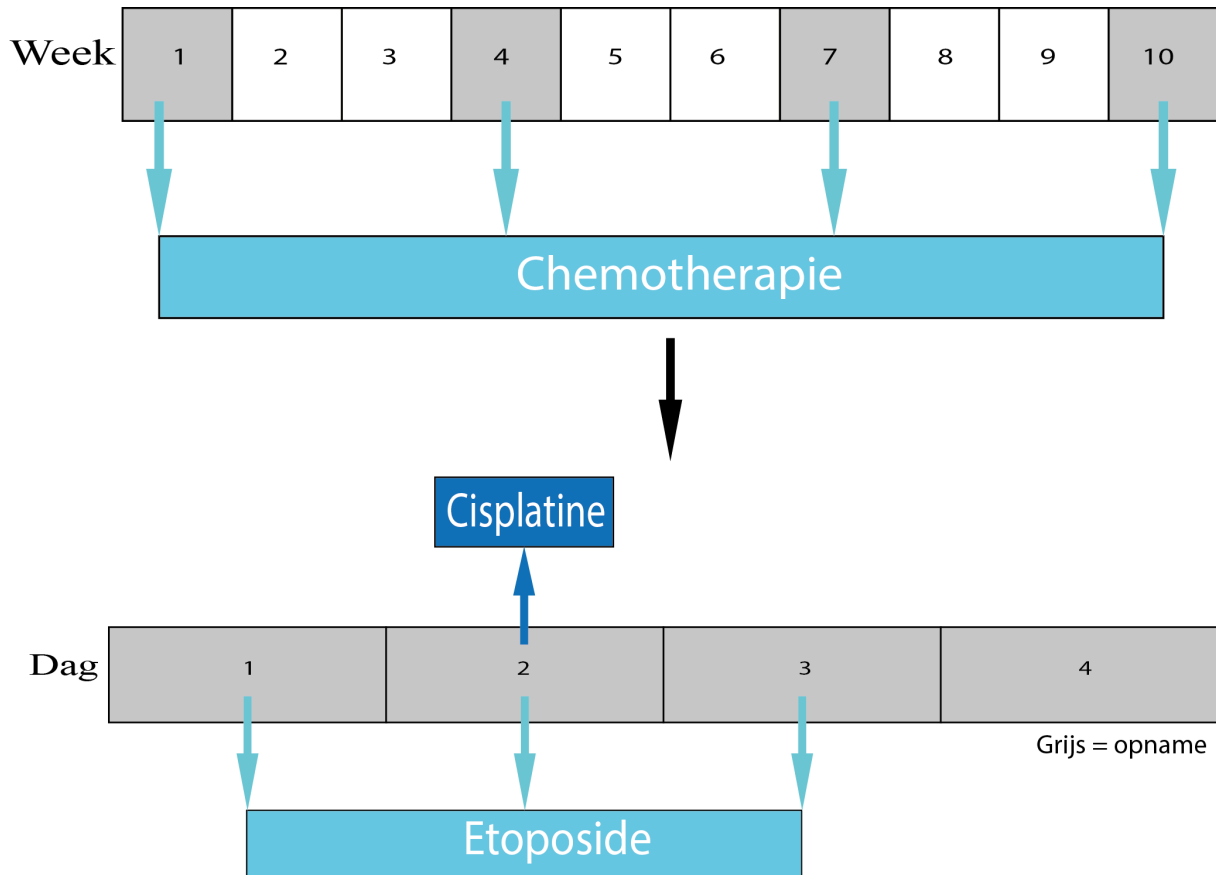 Week 1 2 3 4 5 6 7 8 9 10
Chemotherapie
Cisplatine
Dag 1 2 3 4
Grijs = opname
Etoposide